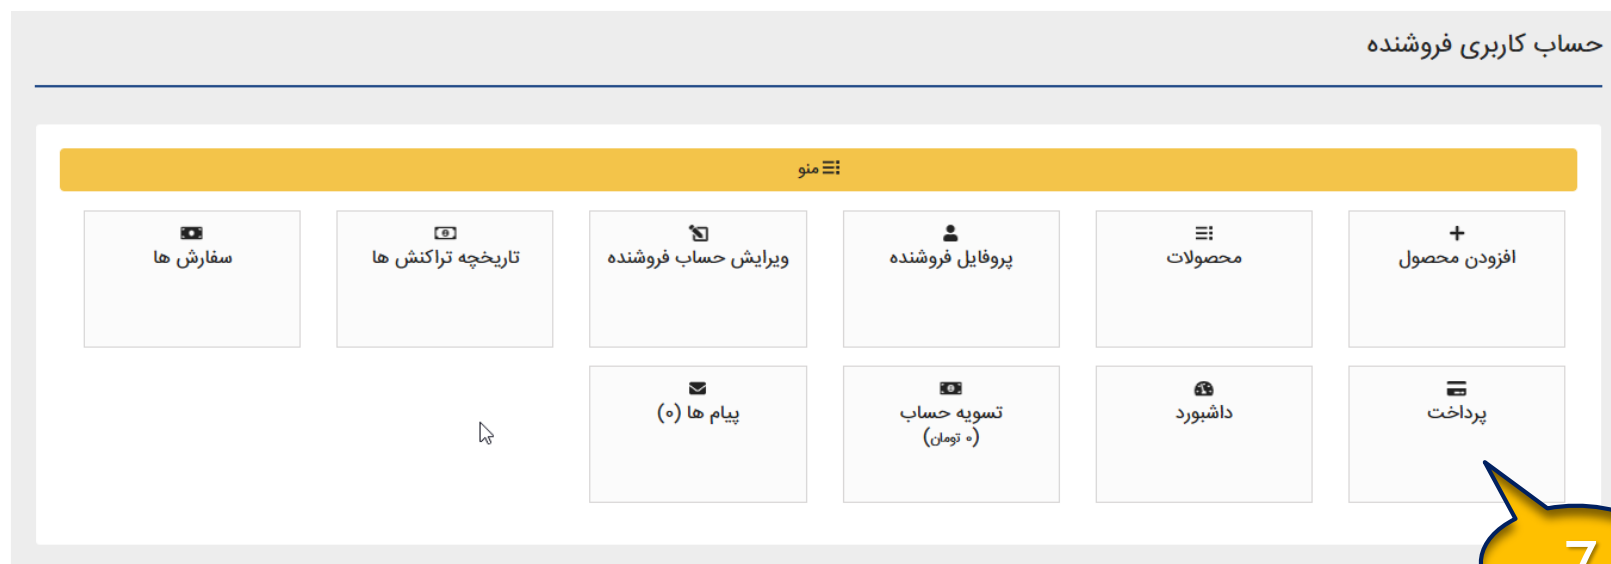 حساب کاربری فروشنده
منو
افزودن محصول
محصولات
پروفایل فروشنده
ویرایش حساب فروشنده
تاریخچه تراکنش ها
سفارش ها
پرداخت
داشبورد
تسویه حساب
(۰ تومان)
پیام ها (۰)
7